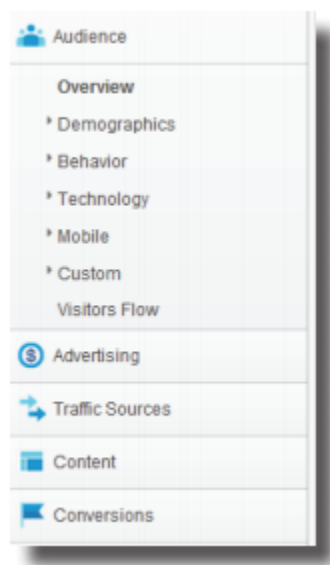 Audience
Overview
Demographics
Behavior
Technology
Mobile
Custom
Visitors Flow
Advertising
Traffic Sources
Content
Conversions